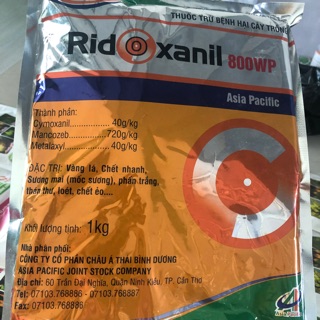 THUỐC TRỪ BỆNH HẠI CÂY TRỒNG
Ridoxanil 800WP
Asia Pacific
Thành phần:
Cymoxanil.................. 40g/kg
Mancozeb...............720g/kg
Metalaxyl.................. 40g/kg
ĐẶC TRỊ: Vàng lá, Chết nhanh,
Sương mai (mốc sương), phấn trắng,
thán thư, loét, chết ẻo....
Khối lượng tịnh: 1kg
Nhà phân phối:
CÔNG TY CỔ PHẦN CHÂU Á THÁI BÌNH DƯƠNG
ASIA PACIFIC JOINT STOCK COMPANY
Địa chỉ: 60 Trần Đại Nghĩa, Quận Ninh Kiều, TP. Cần Thơ
Tel: 07103.768886 - 07103.768887
Fax: 07103.768887